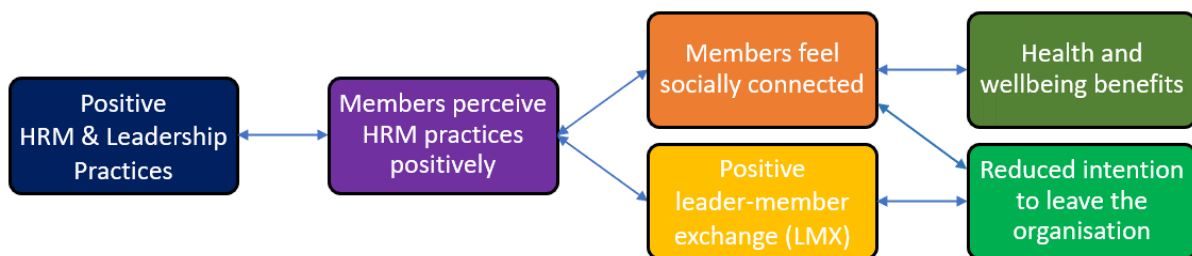 Positive
HRM & Leadership
Practices
Members perceive
HRM practices
positively
Members feel
socially connected
Health and
wellbeing benefits
Positive
leader-member
exchange (LMX)
Reduced intention
to leave the
organisation